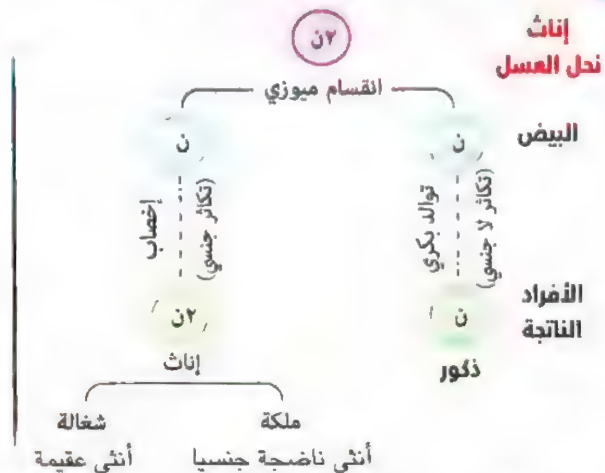 إناث
نحل العسل
٢ن
انقسام ميوزي
البيض
ن
ن
(تكاثر لا جنسي)
توالد بكري
(تكاثر جنسي)
إخصاب
الأفراد
الناتجة
ن
٢ن
ذكور
إناث
ملكة
شغالة
أنثى ناضجة جنسيا
أنثى عقيمة